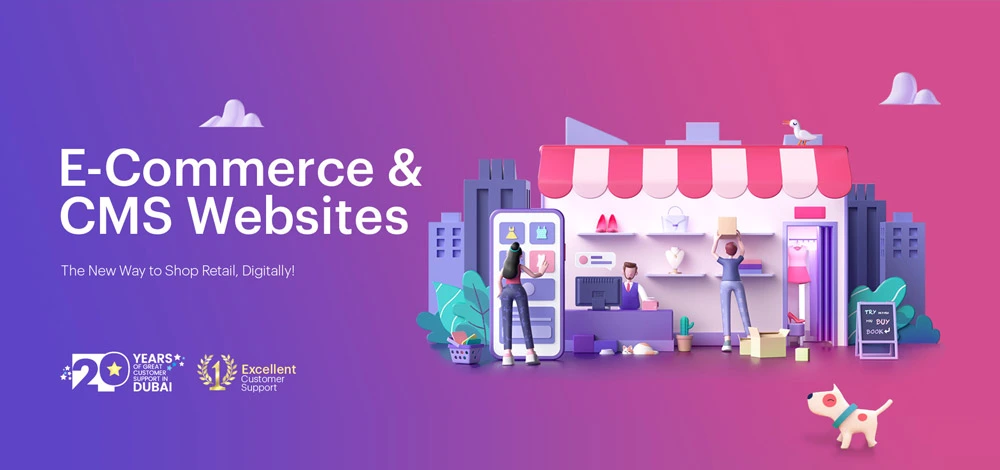 E-Commerce &
CMS Websites
The New Way to Shop Retail, Digitally!
20
YEARS
OF GREAT
CUSTOMER
SUPPORT IN
DUBAI
1
Excellent
Customer
Support
TRY
YOU BUY
BOOK